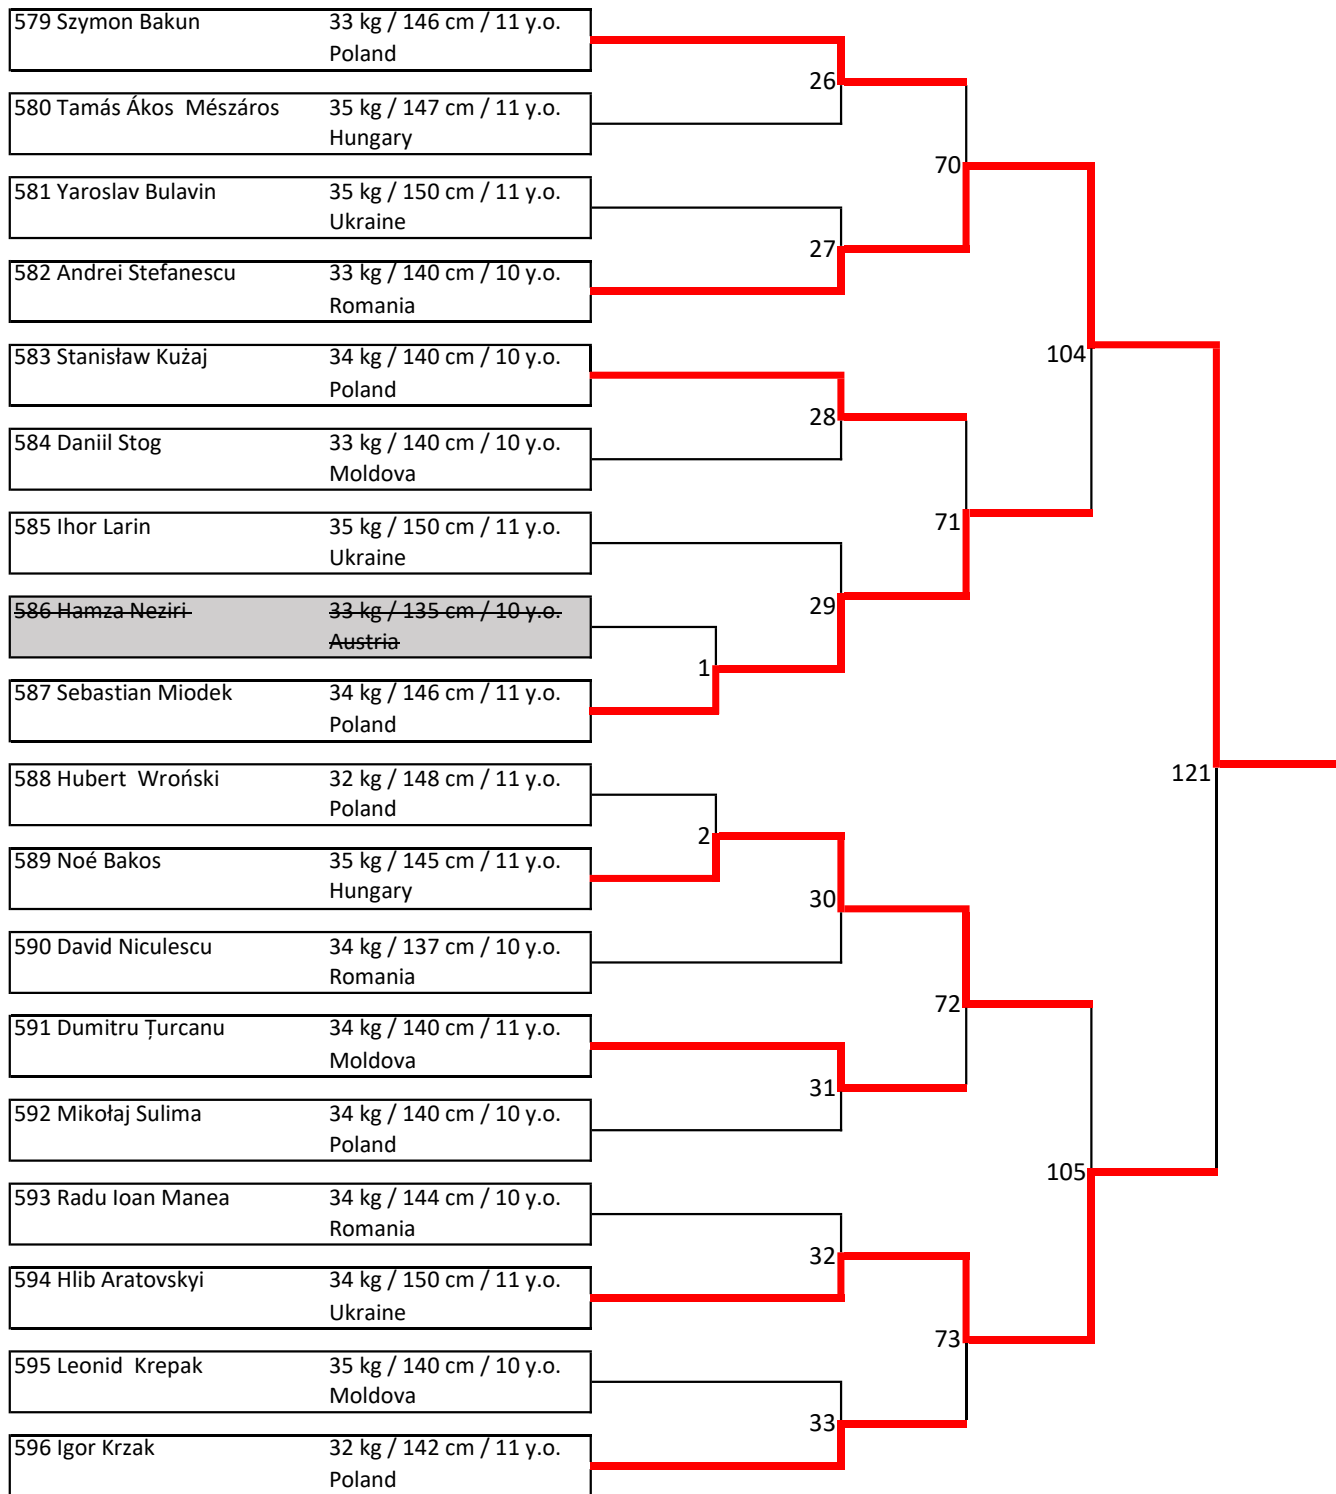 579 Szymon Bakun 33 kg / 146 cm / 11 y.o.
Poland
26
580 Tamás Ákos  Mészáros 35 kg / 147 cm / 11 y.o.
Hungary
70
581 Yaroslav Bulavin 35 kg / 150 cm / 11 y.o.
Ukraine
27
582 Andrei Stefanescu 33 kg / 140 cm / 10 y.o.
Romania
104
583 Stanisław Kużaj 34 kg / 140 cm / 10 y.o.
Poland
28
584 Daniil Stog 33 kg / 140 cm / 10 y.o.
Moldova
71
585 Ihor Larin 35 kg / 150 cm / 11 y.o.
Ukraine
29
586 Hamza Neziri 33 kg / 135 cm / 10 y.o.
Austria
1
587 Sebastian Miodek 34 kg / 146 cm / 11 y.o.
Poland
121
588 Hubert  Wroński 32 kg / 148 cm / 11 y.o.
Poland
2
589 Noé Bakos 35 kg / 145 cm / 11 y.o.
Hungary
30
590 David Niculescu 34 kg / 137 cm / 10 y.o.
Romania
72
591 Dumitru Țurcanu 34 kg / 140 cm / 11 y.o.
Moldova
31
592 Mikołaj Sulima 34 kg / 140 cm / 10 y.o.
Poland
105
593 Radu Ioan Manea 34 kg / 144 cm / 10 y.o.
Romania
32
594 Hlib Aratovskyi 34 kg / 150 cm / 11 y.o.
Ukraine
73
595 Leonid  Krepak 35 kg / 140 cm / 10 y.o.
Moldova
33
596 Igor Krzak 32 kg / 142 cm / 11 y.o.
Poland